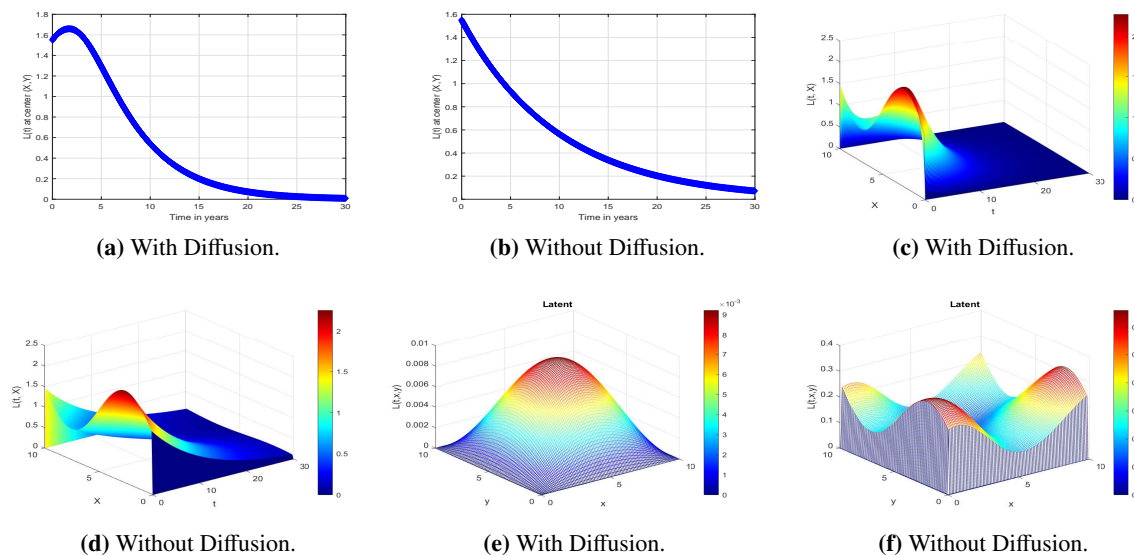 1.8
1.6
1.4
1.2
1
0.8
0.6
0.4
0.2
0
0 5 10 15 20 25 30
L(t) at center (X,Y)
Time in years
(a) With Diffusion.
1.6
1.4
1.2
1
0.8
0.6
0.4
0.2
0
0 5 10 15 20 25 30
L(t) at center (X,Y)
Time in years
(b) Without Diffusion.
2.5
2
1.5
1
0.5
0
L(t, X)
10 5 0
X
0 10 20 30
t
(c) With Diffusion.
2.5
2
1.5
1
0.5
0
L(t, X)
10 5 0
X
0 10 20 30
t
2
1.5
1
0.5
0
(d) Without Diffusion.
Latent
0.01
0.008
0.006
0.004
0.002
0
L(t,x,y)
10 5 0
y
0 5 10
x
×10-3
9
8
7
6
5
4
3
2
1
0
(e) With Diffusion.
Latent
0.4
0.3
0.2
0.1
0
L(t,x,y)
10 5 0
y
0 5 10
x
(f) Without Diffusion.